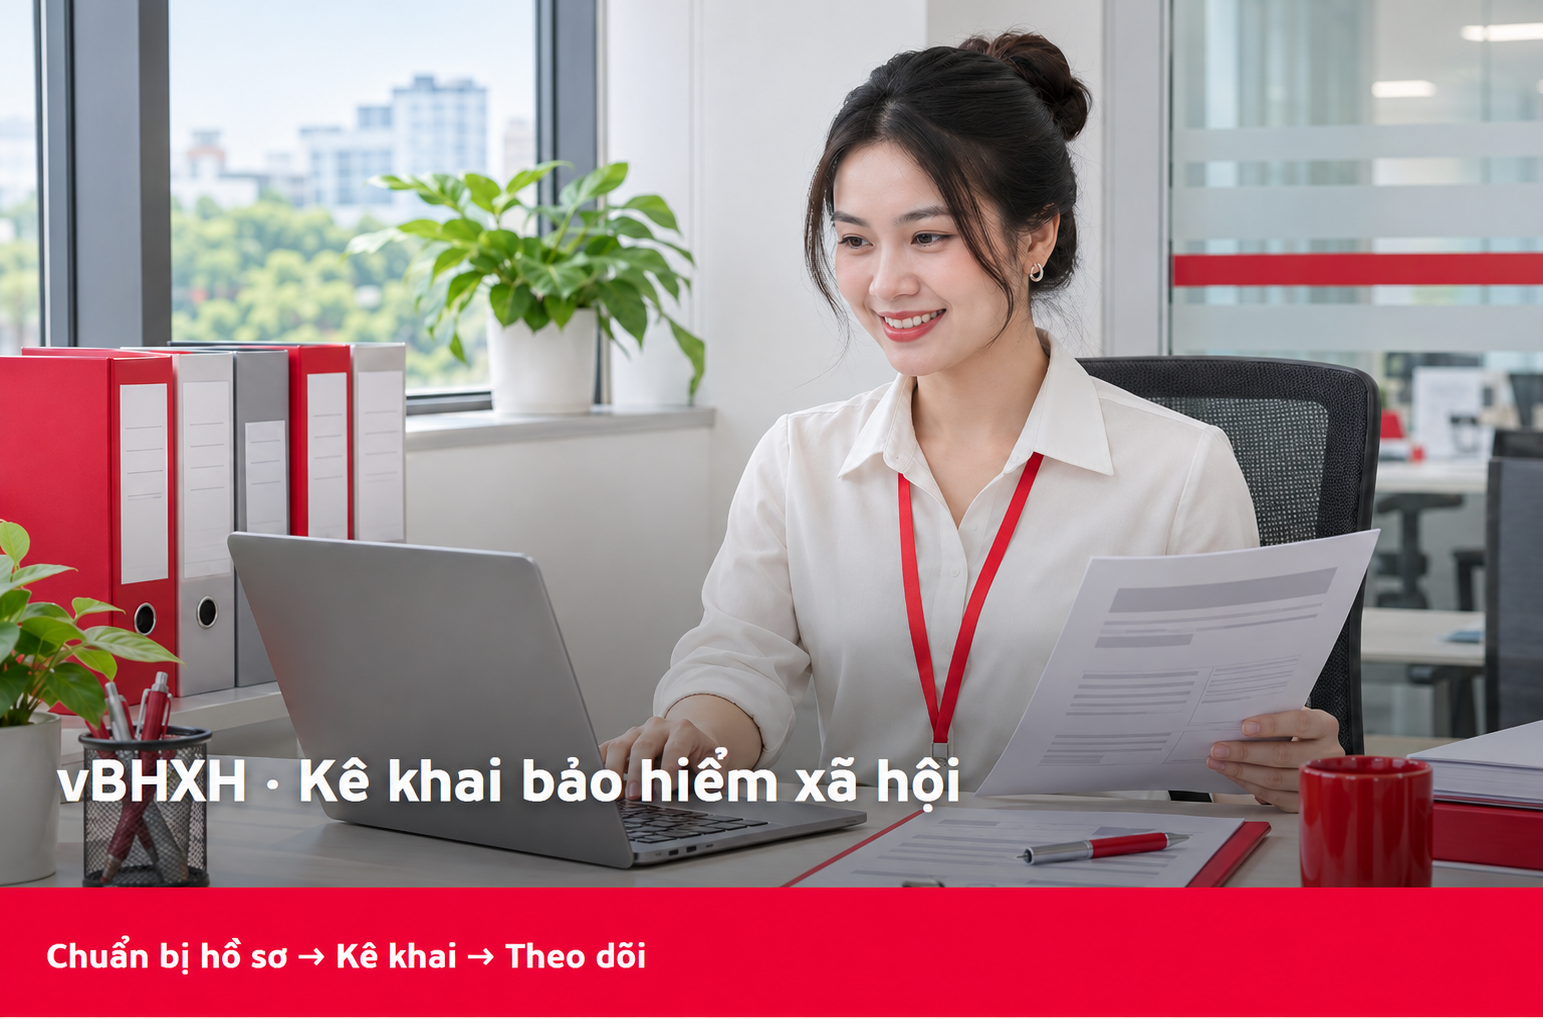 vBHXH · Kê khai bảo hiểm xã hội
Chuẩn bị hồ sơ → Kê khai → Theo dõi